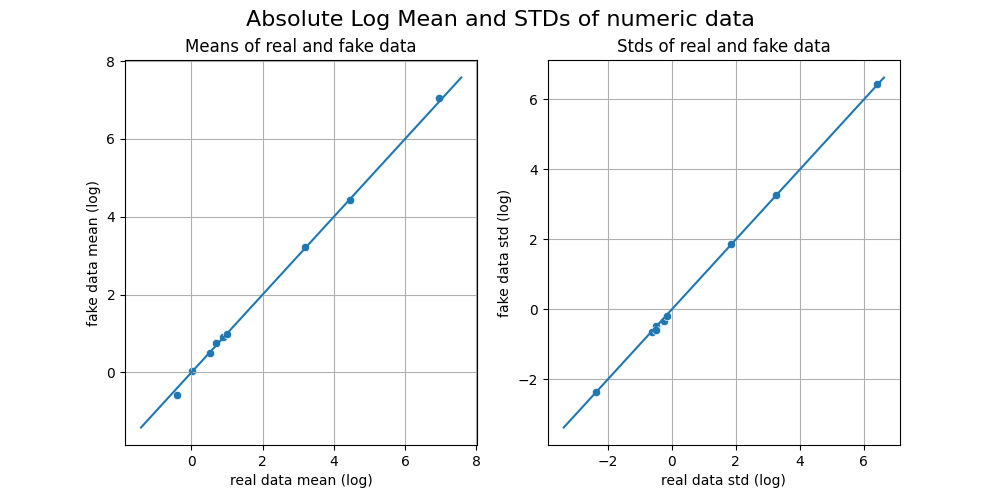 Absolute Log Mean and STDs of numeric data
Means of real and fake data
8
6
4
2
0
fake data mean (log)
0
2
4
6
8
real data mean (log)
Stds of real and fake data
6
4
2
0
−2
fake data std (log)
−2
0
2
4
6
real data std (log)